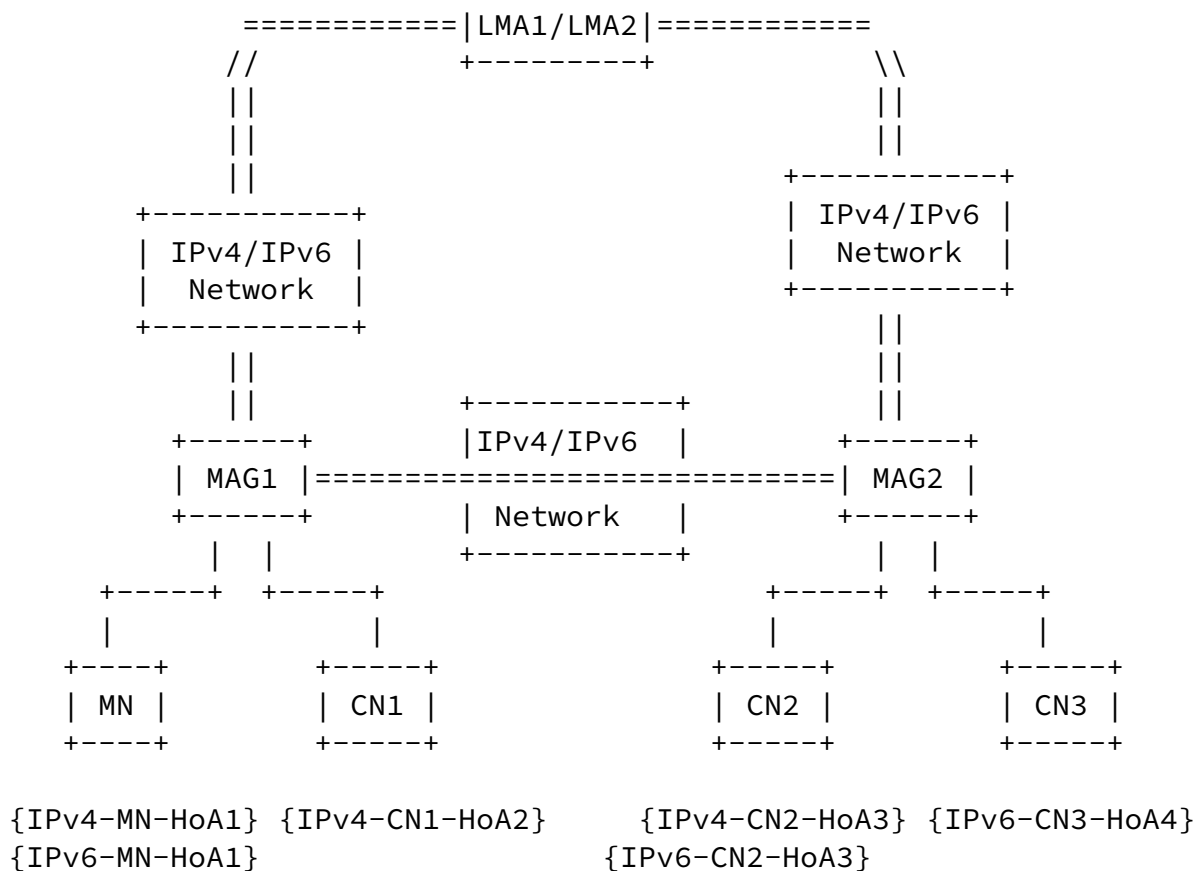 LMA1/LMA2
IPv4/IPv6
IPv4/IPv6 Network
Network
IPv4/IPv6
MAG1 MAG2
Network
MN CN1 CN2 CN3
{IPv4-MN-HoA1} {IPv4-CN1-HoA2} {IPv4-CN2-HoA3} {IPv6-CN3-HoA4}
{IPv6-MN-HoA1} {IPv6-CN2-HoA3}